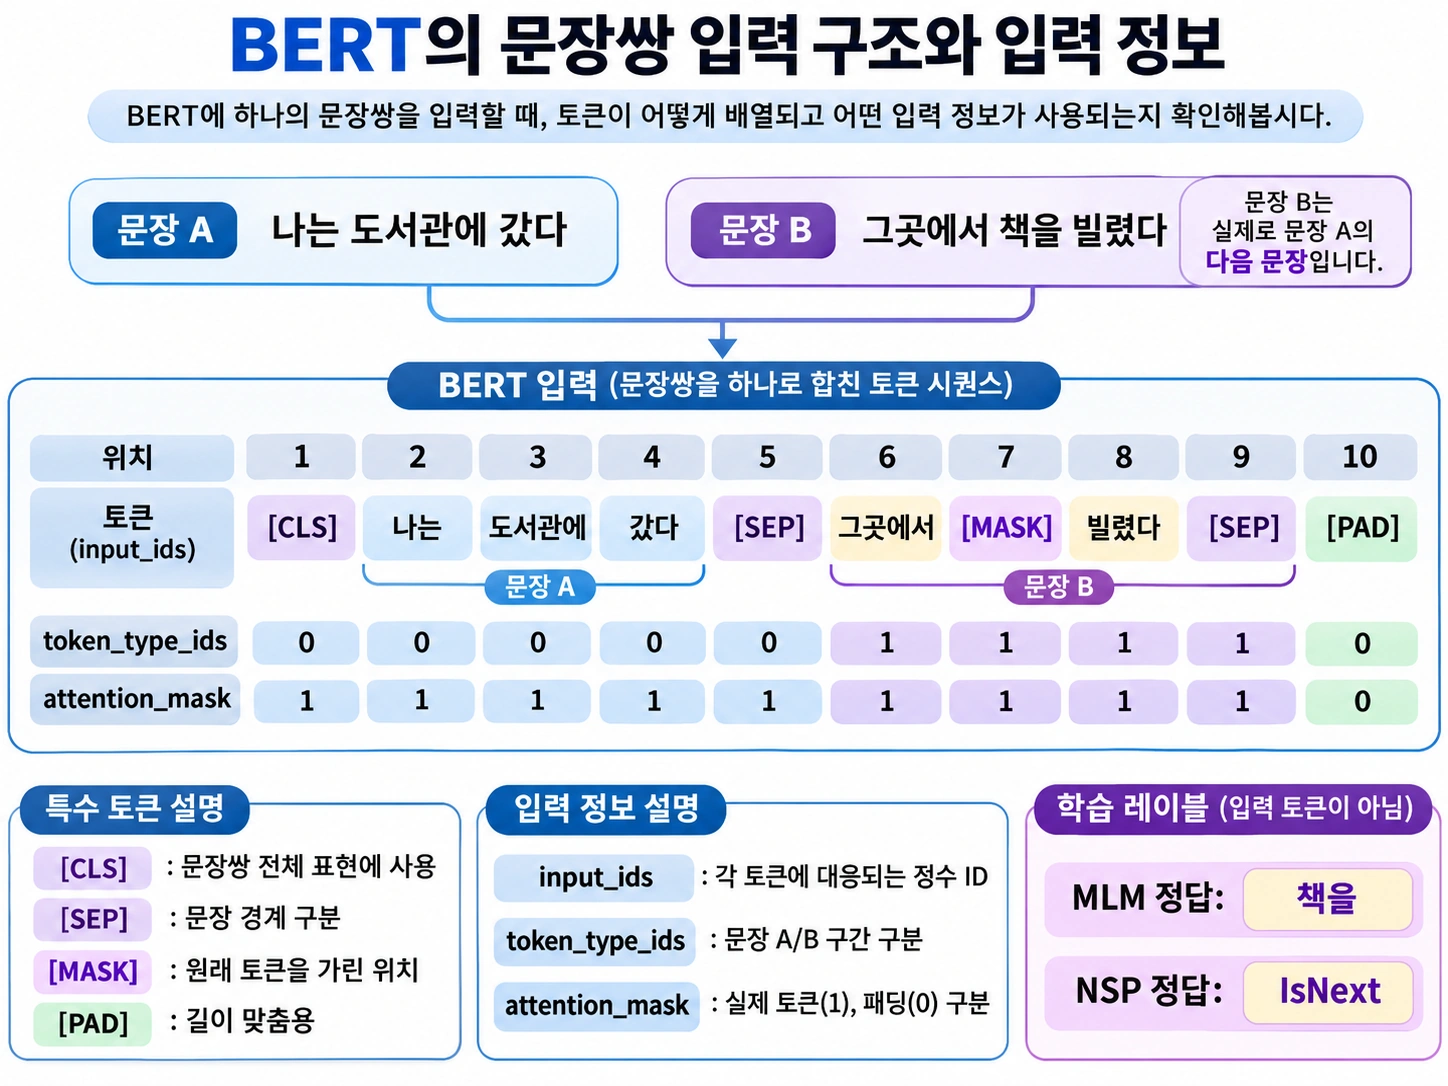 BERT의 문장쌍 입력 구조와 입력 정보
BERT에 하나의 문장쌍을 입력할 때, 토큰이 어떻게 배열되고 어떤 입력 정보가 사용되는지 확인해봅시다.
문장 A 나는 도서관에 갔다
문장 B 그곳에서 책을 빌렸다
문장 B는
실제로 문장 A의
다음 문장입니다.
BERT 입력 (문장쌍을 하나로 합친 토큰 시퀀스)
위치 1 2 3 4 5 6 7 8 9 10
토큰
(input_ids)
[CLS] 나는 도서관에 갔다 [SEP] 그곳에서 [MASK] 빌렸다 [SEP] [PAD]
문장 A 문장 B
token_type_ids 0 0 0 0 0 1 1 1 1 0
attention_mask 1 1 1 1 1 1 1 1 1 0
특수 토큰 설명
[CLS] : 문장쌍 전체 표현에 사용
[SEP] : 문장 경계 구분
[MASK] : 원래 토큰을 가린 위치
[PAD] : 길이 맞춤용
입력 정보 설명
input_ids : 각 토큰에 대응되는 정수 ID
token_type_ids : 문장 A/B 구간 구분
attention_mask : 실제 토큰(1), 패딩(0) 구분
학습 레이블 (입력 토큰이 아님)
MLM 정답: 책을
NSP 정답: IsNext